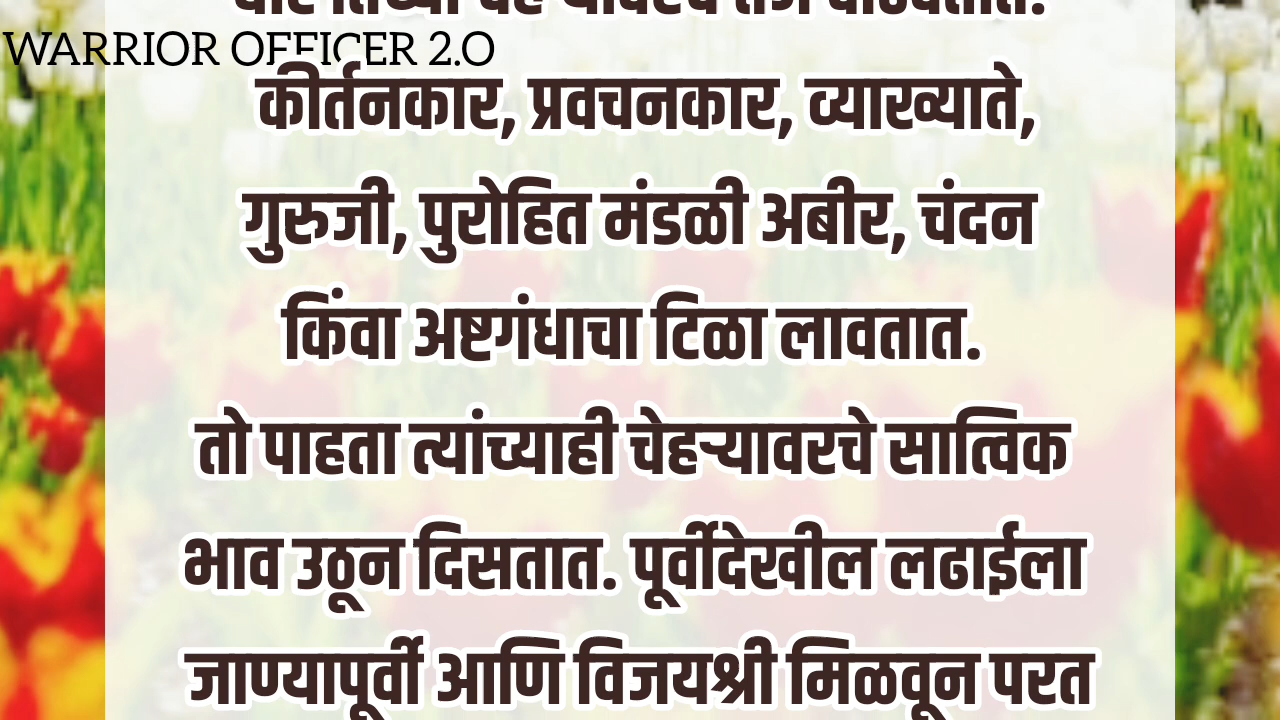 WARRIOR OFFICER 2.O
कीर्तनकार, प्रवचनकार, व्याख्याते,
गुरुजी, पुरोहित मंडळी अबीर, चंदन
किंवा अष्टगंधाचा टिळा लावतात.
तो पाहता त्यांच्याही चेहऱ्यावरचे सात्विक
भाव उठून दिसतात. पूर्वीदेखील लढाईला
जाण्यापूर्वी आणि विजयश्री मिळवून परत